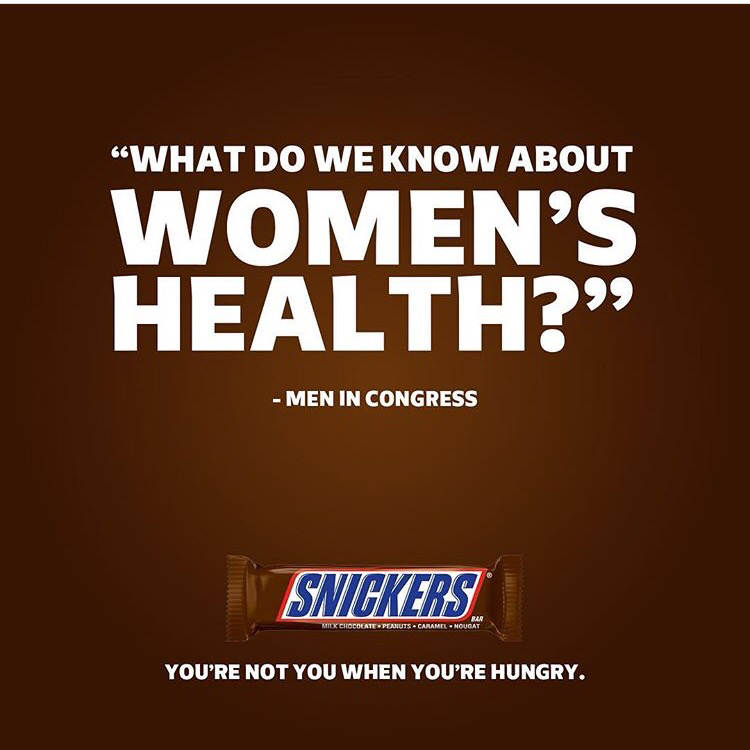 “WHAT DO WE KNOW ABOUT
WOMEN’S
HEALTH?”
- MEN IN CONGRESS
SNICKERS®
BAR
MILK CHOCOLATE • PEANUTS • CARAMEL • NOUGAT
YOU’RE NOT YOU WHEN YOU’RE HUNGRY.